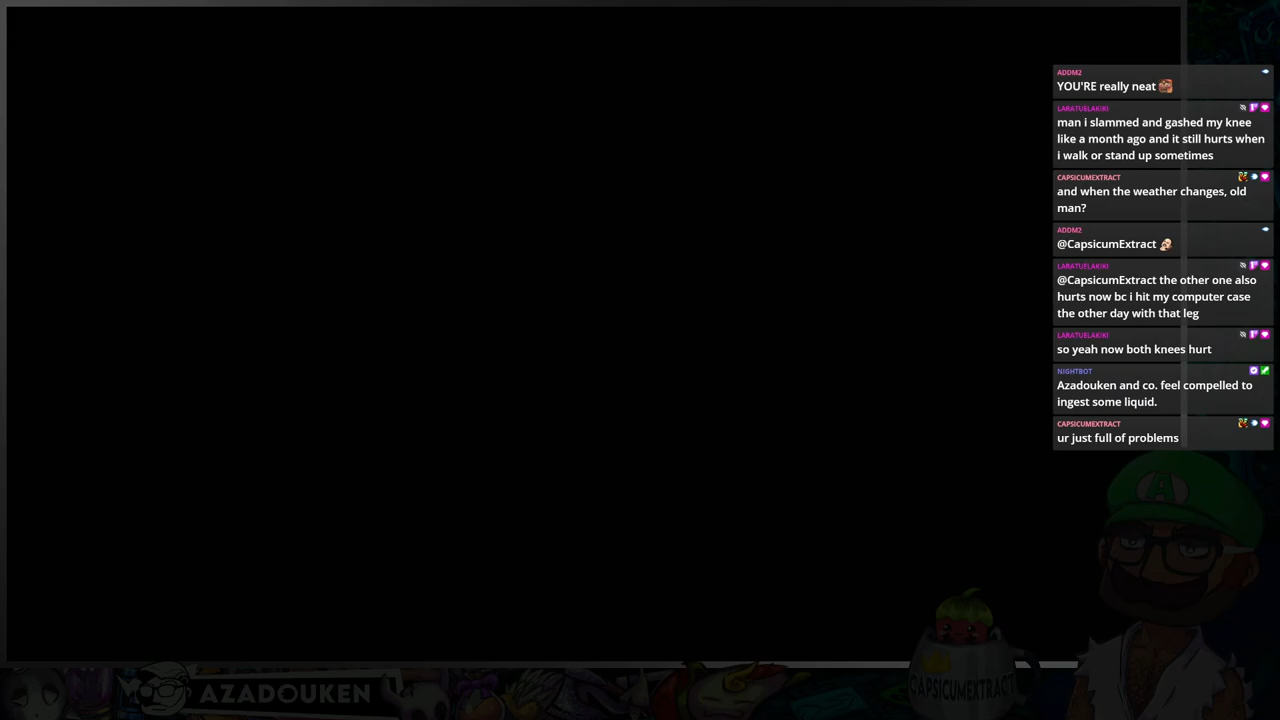 ADDM2
YOU'RE really neat
LARATUELAKIKI
man i slammed and gashed my knee
like a month ago and it still hurts when
i walk or stand up sometimes
CAPSICUMEXTRACT
and when the weather changes, old
man?
ADDM2
@CapsicumExtract
LARATUELAKIKI
@CapsicumExtract the other one also
hurts now bc i hit my computer case
the other day with that leg
LARATUELAKIKI
so yeah now both knees hurt
NIGHTBOT
Azadouken and co. feel compelled to
ingest some liquid.
CAPSICUMEXTRACT
ur just full of problems
A
CAPSICUMEXTRACT
AZADOUKEN